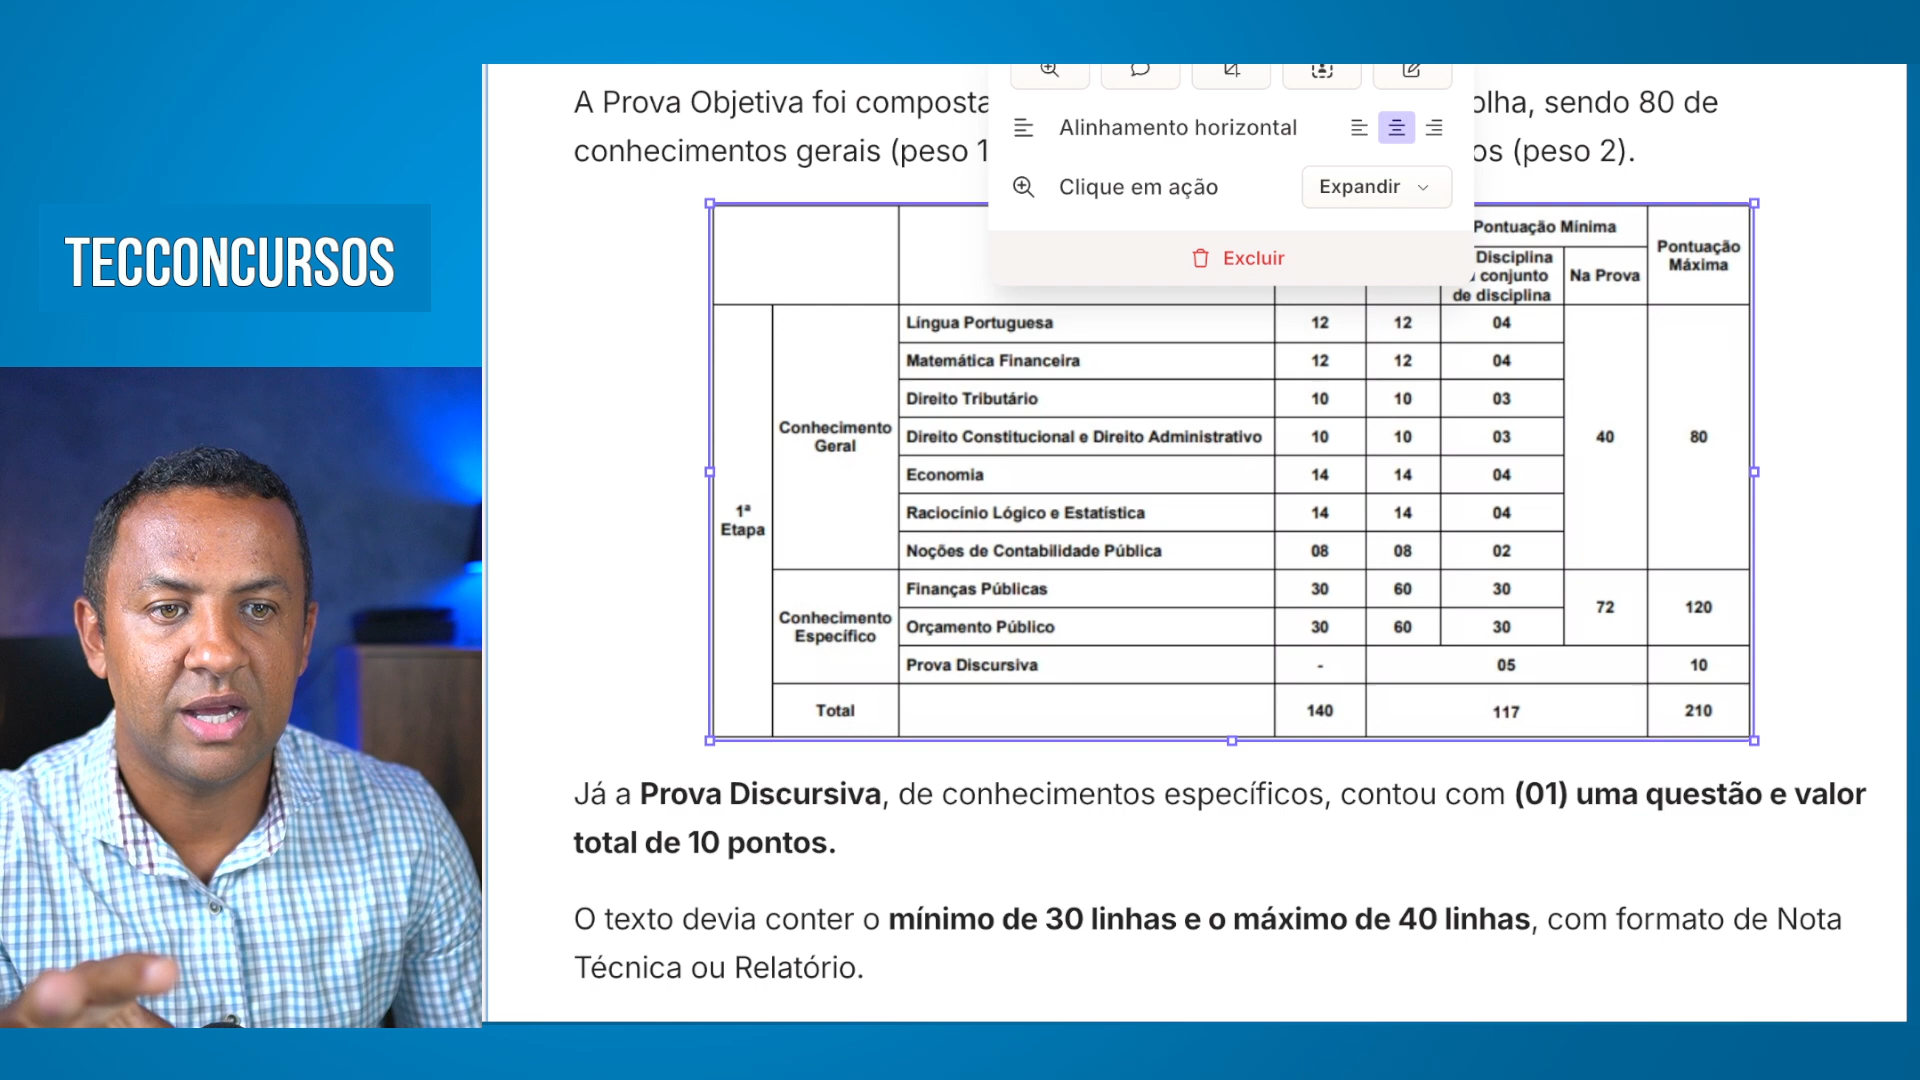 TECCONCURSOS
A Prova Objetiva foi composta olha, sendo 80 de
conhecimentos gerais (peso 1 os (peso 2).
Alinhamento horizontal
Clique em ação Expandir
Excluir
Pontuação Mínima
Pontuação
Máxima
Disciplina
conjunto
de disciplina
Na Prova
1ª
Etapa
Conhecimento
Geral
Língua Portuguesa 12 12 04
Matemática Financeira 12 12 04
Direito Tributário 10 10 03
Direito Constitucional e Direito Administrativo 10 10 03 40 80
Economia 14 14 04
Raciocínio Lógico e Estatística 14 14 04
Noções de Contabilidade Pública 08 08 02
Conhecimento
Específico
Finanças Públicas 30 60 30
72 120
Orçamento Público 30 60 30
Prova Discursiva - 05 10
Total 140 117 210
Já a Prova Discursiva, de conhecimentos específicos, contou com (01) uma questão e valor
total de 10 pontos.
O texto devia conter o mínimo de 30 linhas e o máximo de 40 linhas, com formato de Nota
Técnica ou Relatório.